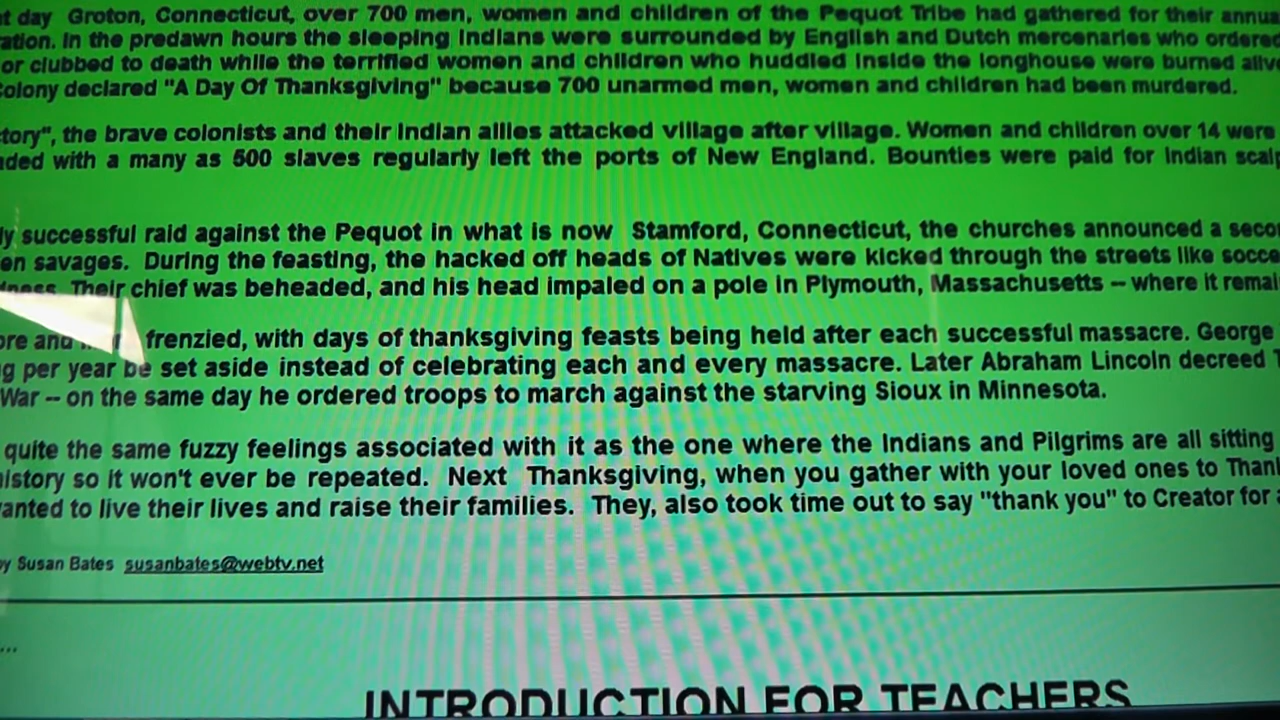 t day Groton, Connecticut, over 700 men, women and children of the Pequot Tribe had gathered for their annua
ation. In the predawn hours the sleeping Indians were surrounded by English and Dutch mercenaries who ordered
or clubbed to death while the terrified women and children who huddled inside the longhouse were burned alive
Colony declared "A Day Of Thanksgiving" because 700 unarmed men, women and children had been murdered.
tory", the brave colonists and their Indian allies attacked village after village. Women and children over 14 were
ded with a many as 500 slaves regularly left the ports of New England. Bounties were paid for Indian scalp
ly successful raid against the Pequot in what is now Stamford, Connecticut, the churches announced a secon
en savages. During the feasting, the hacked off heads of Natives were kicked through the streets like socce
Their chief was beheaded, and his head impaled on a pole in Plymouth, Massachusetts -- where it remai
ore and frenzied, with days of thanksgiving feasts being held after each successful massacre. George
g per year be set aside instead of celebrating each and every massacre. Later Abraham Lincoln decreed T
War -- on the same day he ordered troops to march against the starving Sioux in Minnesota.
quite the same fuzzy feelings associated with it as the one where the Indians and Pilgrims are all sitting
history so it won't ever be repeated. Next Thanksgiving, when you gather with your loved ones to Thank
anted to live their lives and raise their families. They, also took time out to say "thank you" to Creator for
by Susan Bates susanbates@webtv.net
...
INTRODUCTION FOR TEACHERS